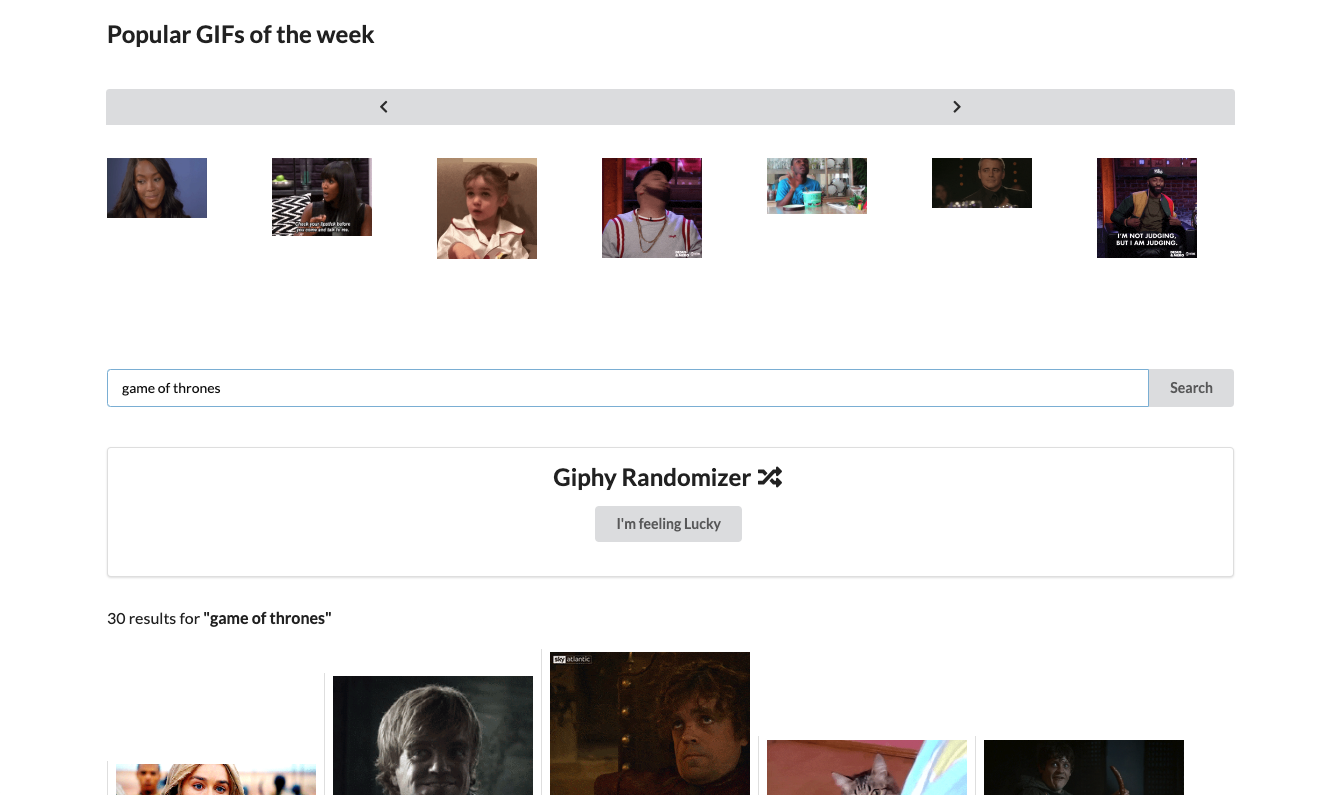 Popular GIFs of the week
Check your lipstick before
you come and talk to me.
I'M NOT JUDGING,
BUT I AM JUDGING.
game of thrones
Search
Giphy Randomizer
I'm feeling Lucky
30 results for "game of thrones"
sky atlantic